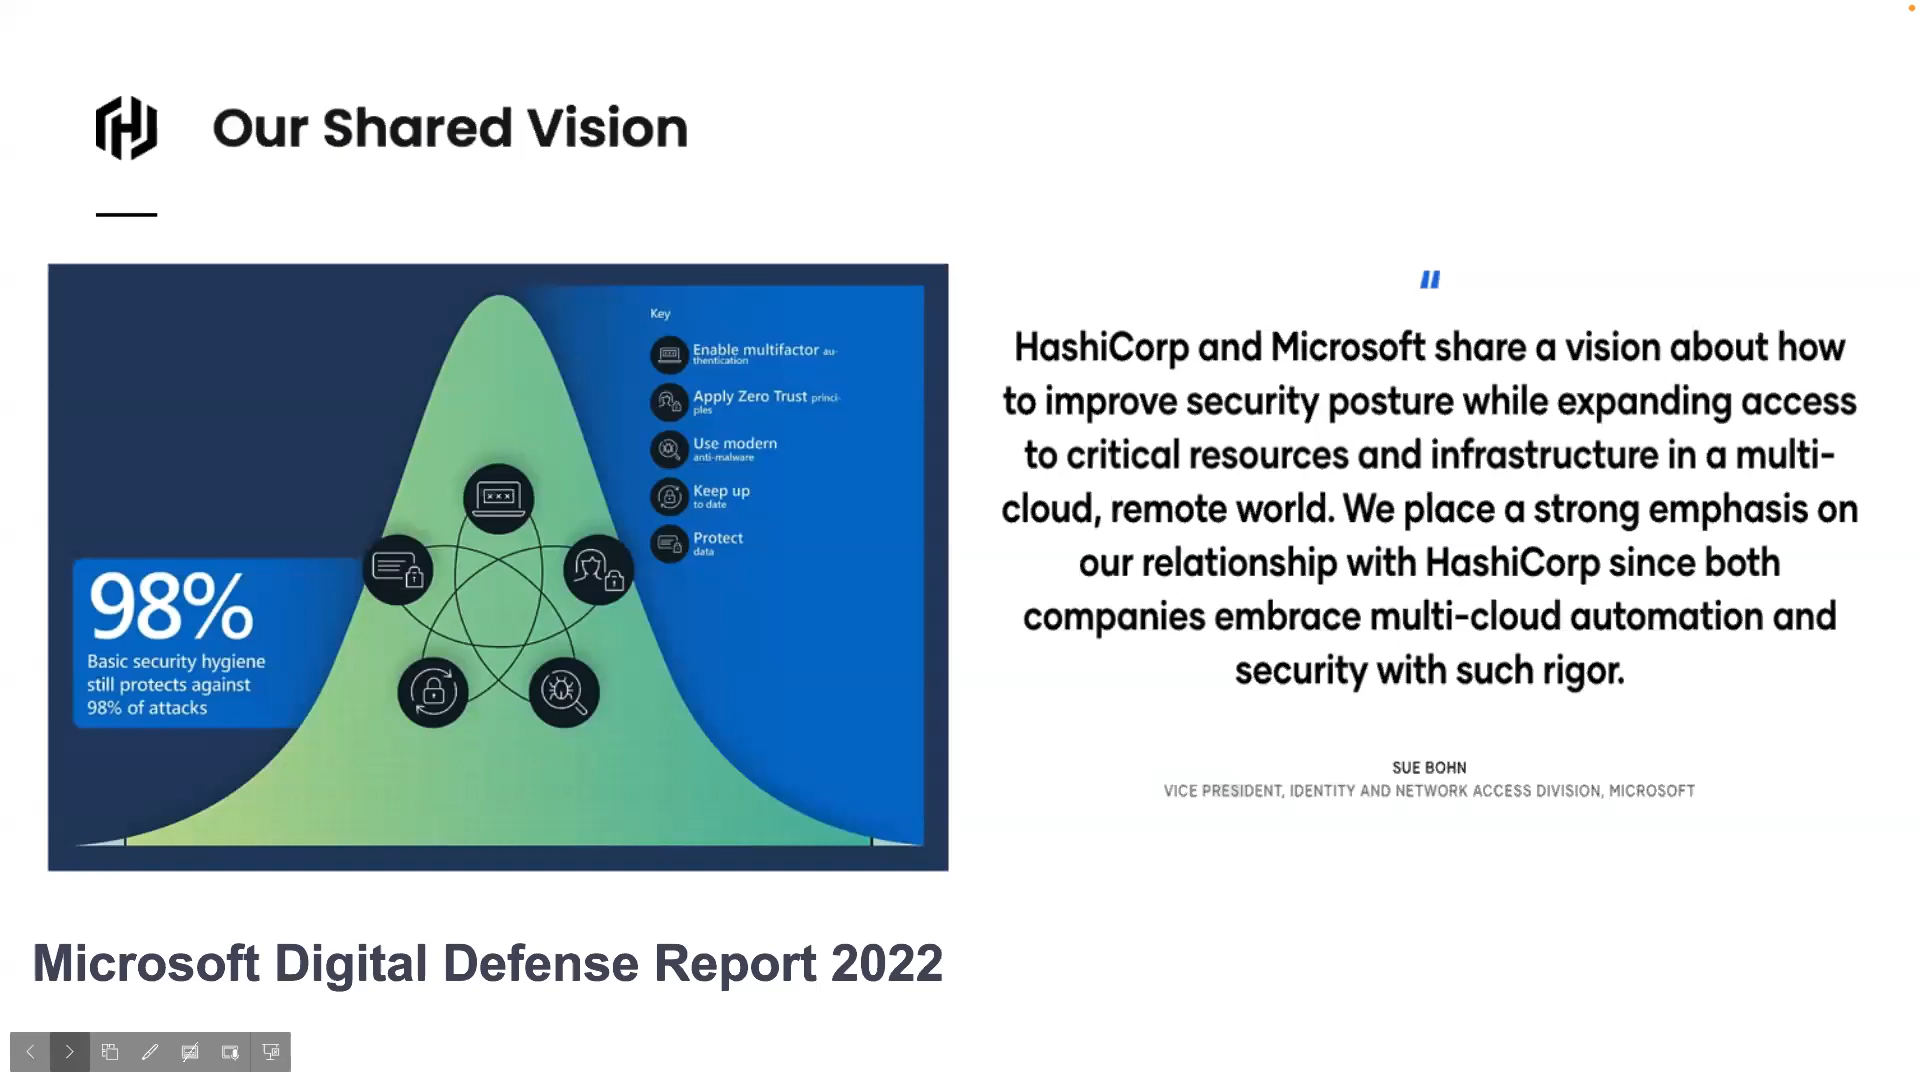 Our Shared Vision
Key
Enable multifactor au-
thentication
Apply Zero Trust princi-
ples
Use modern
anti-malware
Keep up
to date
Protect
data
98%
Basic security hygiene
still protects against
98% of attacks
Microsoft Digital Defense Report 2022
"
HashiCorp and Microsoft share a vision about how
to improve security posture while expanding access
to critical resources and infrastructure in a multi-
cloud, remote world. We place a strong emphasis on
our relationship with HashiCorp since both
companies embrace multi-cloud automation and
security with such rigor.
SUE BOHN
VICE PRESIDENT, IDENTITY AND NETWORK ACCESS DIVISION, MICROSOFT